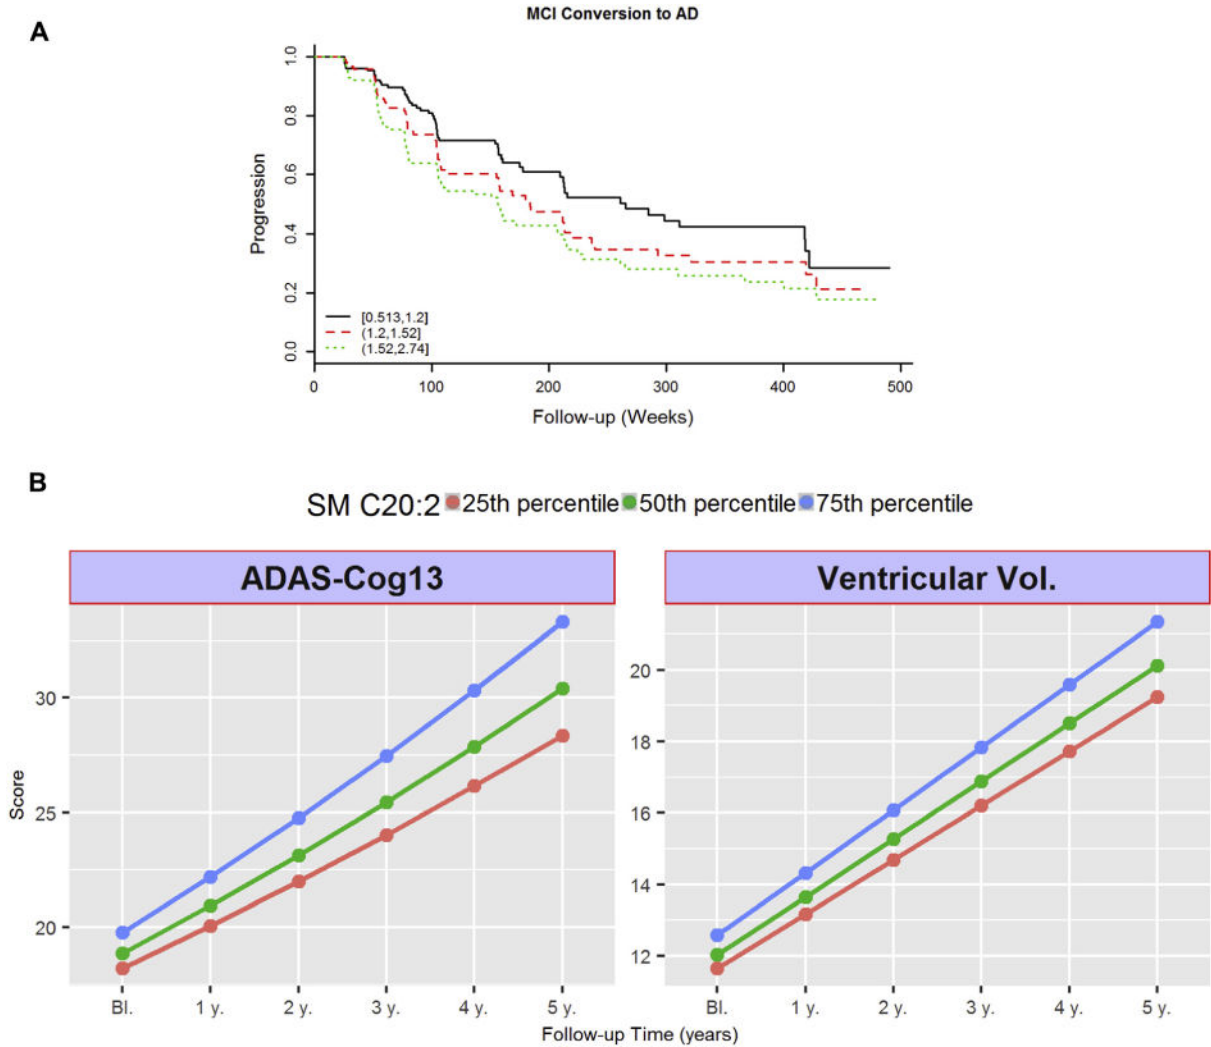 A
MCI Conversion to AD
1.0
0.8
0.6
0.4
0.2
0.0
Progression
[0.513,1.2]
(1.2,1.52]
(1.52,2.74]
0 100 200 300 400 500
Follow-up (Weeks)
B
SM C20:2 25th percentile 50th percentile 75th percentile
ADAS-Cog13
Ventricular Vol.
Score
30
25
20
20
18
16
14
12
Bl. 1 y. 2 y. 3 y. 4 y. 5 y.
Bl. 1 y. 2 y. 3 y. 4 y. 5 y.
Follow-up Time (years)